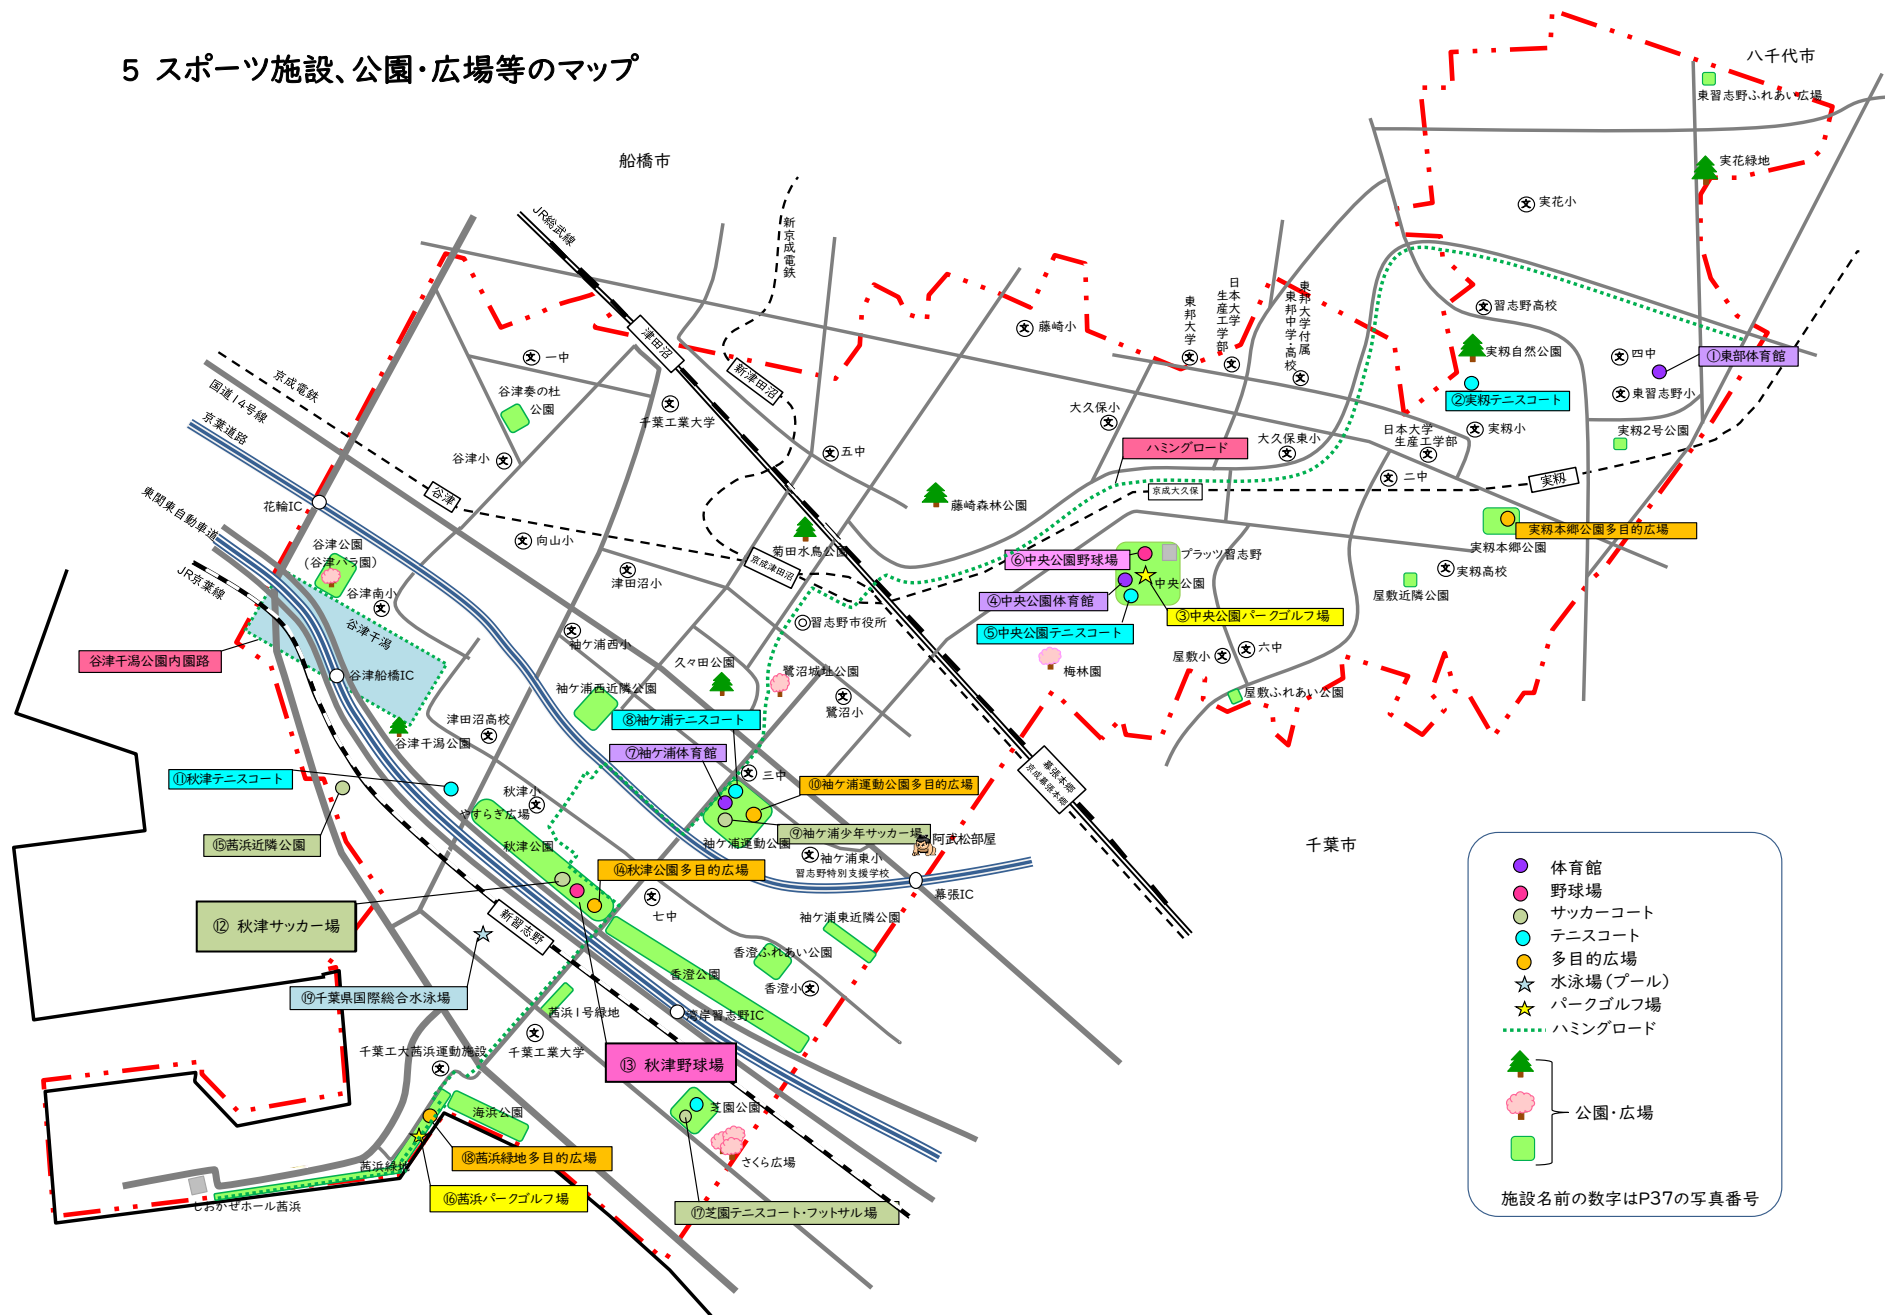 5 スポーツ施設、公園・広場等のマップ
八千代市
東習志野ふれあい広場
船橋市
実花緑地
実花小
JR総武線
新京成電鉄
習志野高校
東邦大学
日本大学
生産工学部
東邦大学付属
東邦中学・高校
藤崎小
津田沼
一中
新津田沼
実籾自然公園
四中
①東部体育館
京成電鉄
国道14号線
京葉道路
谷津奏の杜
公園
千葉工業大学
②実籾テニスコート
東習志野小
大久保小
実籾小
実籾2号公園
日本大学
生産工学部
大久保東小
ハミングロード
五中
谷津小
二中
実籾
谷津
京成大久保
東関東自動車道
花輪IC
藤崎森林公園
実籾本郷公園多目的広場
実籾本郷公園
向山小
谷津公園
(谷津バラ園)
菊田水鳥公園
⑥中央公園野球場
プラッツ習志野
JR京葉線
京成津田沼
津田沼小
実籾高校
中央公園
屋敷近隣公園
谷津南小
④中央公園体育館
③中央公園パークゴルフ場
谷津干潟
習志野市役所
⑤中央公園テニスコート
袖ケ浦西小
六中
屋敷小
谷津干潟公園内園路
久々田公園
鷺沼城址公園
梅林園
谷津船橋IC
袖ケ浦西近隣公園
屋敷ふれあい公園
鷺沼小
津田沼高校
⑧袖ケ浦テニスコート
谷津干潟公園
⑦袖ケ浦体育館
幕張本郷
京成幕張本郷
⑪秋津テニスコート
三中
⑩袖ケ浦運動公園多目的広場
秋津小
やすらぎ広場
⑨袖ケ浦少年サッカー場
阿武松部屋
⑮茜浜近隣公園
秋津公園
袖ケ浦運動公園
千葉市
袖ケ浦東小
習志野特別支援学校
⑭秋津公園多目的広場
幕張IC
⑫ 秋津サッカー場
新習志野
七中
袖ケ浦東近隣公園
香澄ふれあい公園
香澄公園
香澄小
⑲千葉県国際総合水泳場
茜浜1号緑地
湾岸習志野IC
千葉工大茜浜運動施設
千葉工業大学
⑬ 秋津野球場
海浜公園
芝園公園
⑱茜浜緑地多目的広場
さくら広場
茜浜緑地
⑯茜浜パークゴルフ場
しおかぜホール茜浜
⑰芝園テニスコート・フットサル場
体育館
野球場
サッカーコート
テニスコート
多目的広場
水泳場(プール)
パークゴルフ場
ハミングロード
公園・広場
施設名前の数字はP37の写真番号